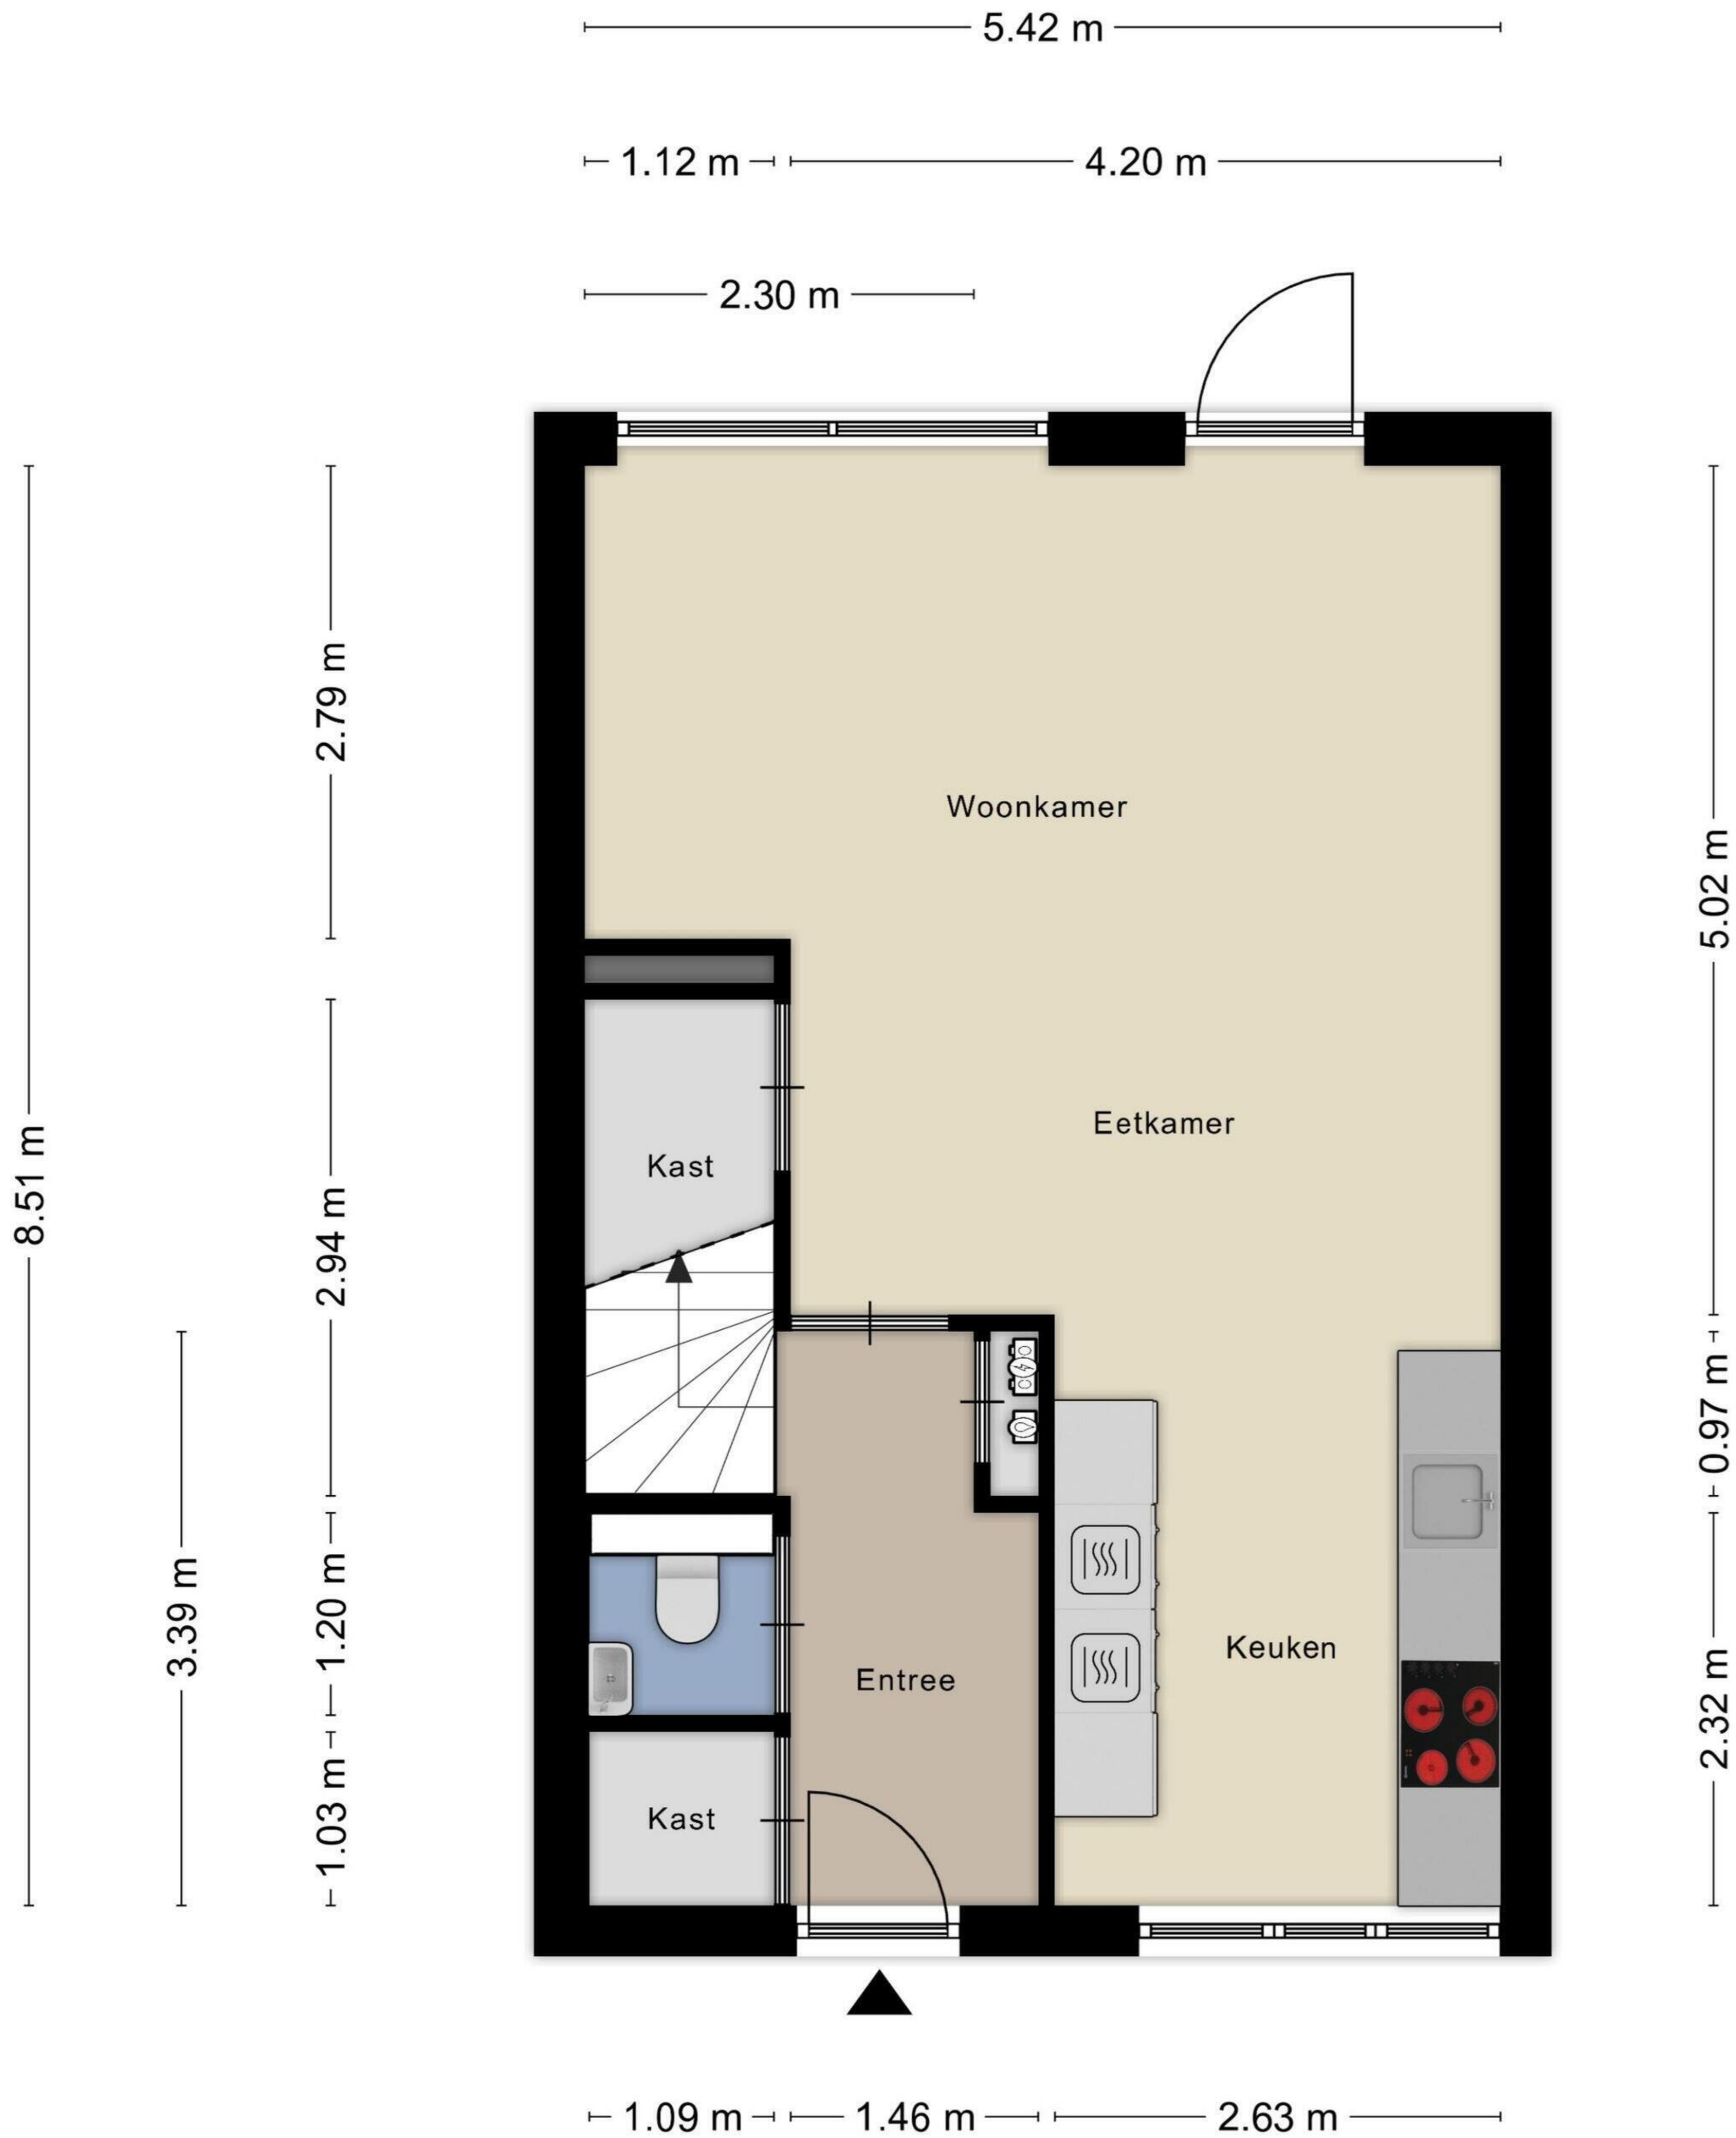 5.42 m
1.12 m
4.20 m
2.30 m
2.79 m
Woonkamer
5.02 m
Eetkamer
8.51 m
Kast
2.94 m
0.97 m
3.39 m
1.20 m
Keuken
Entree
2.32 m
1.03 m
Kast
1.09 m
1.46 m
2.63 m